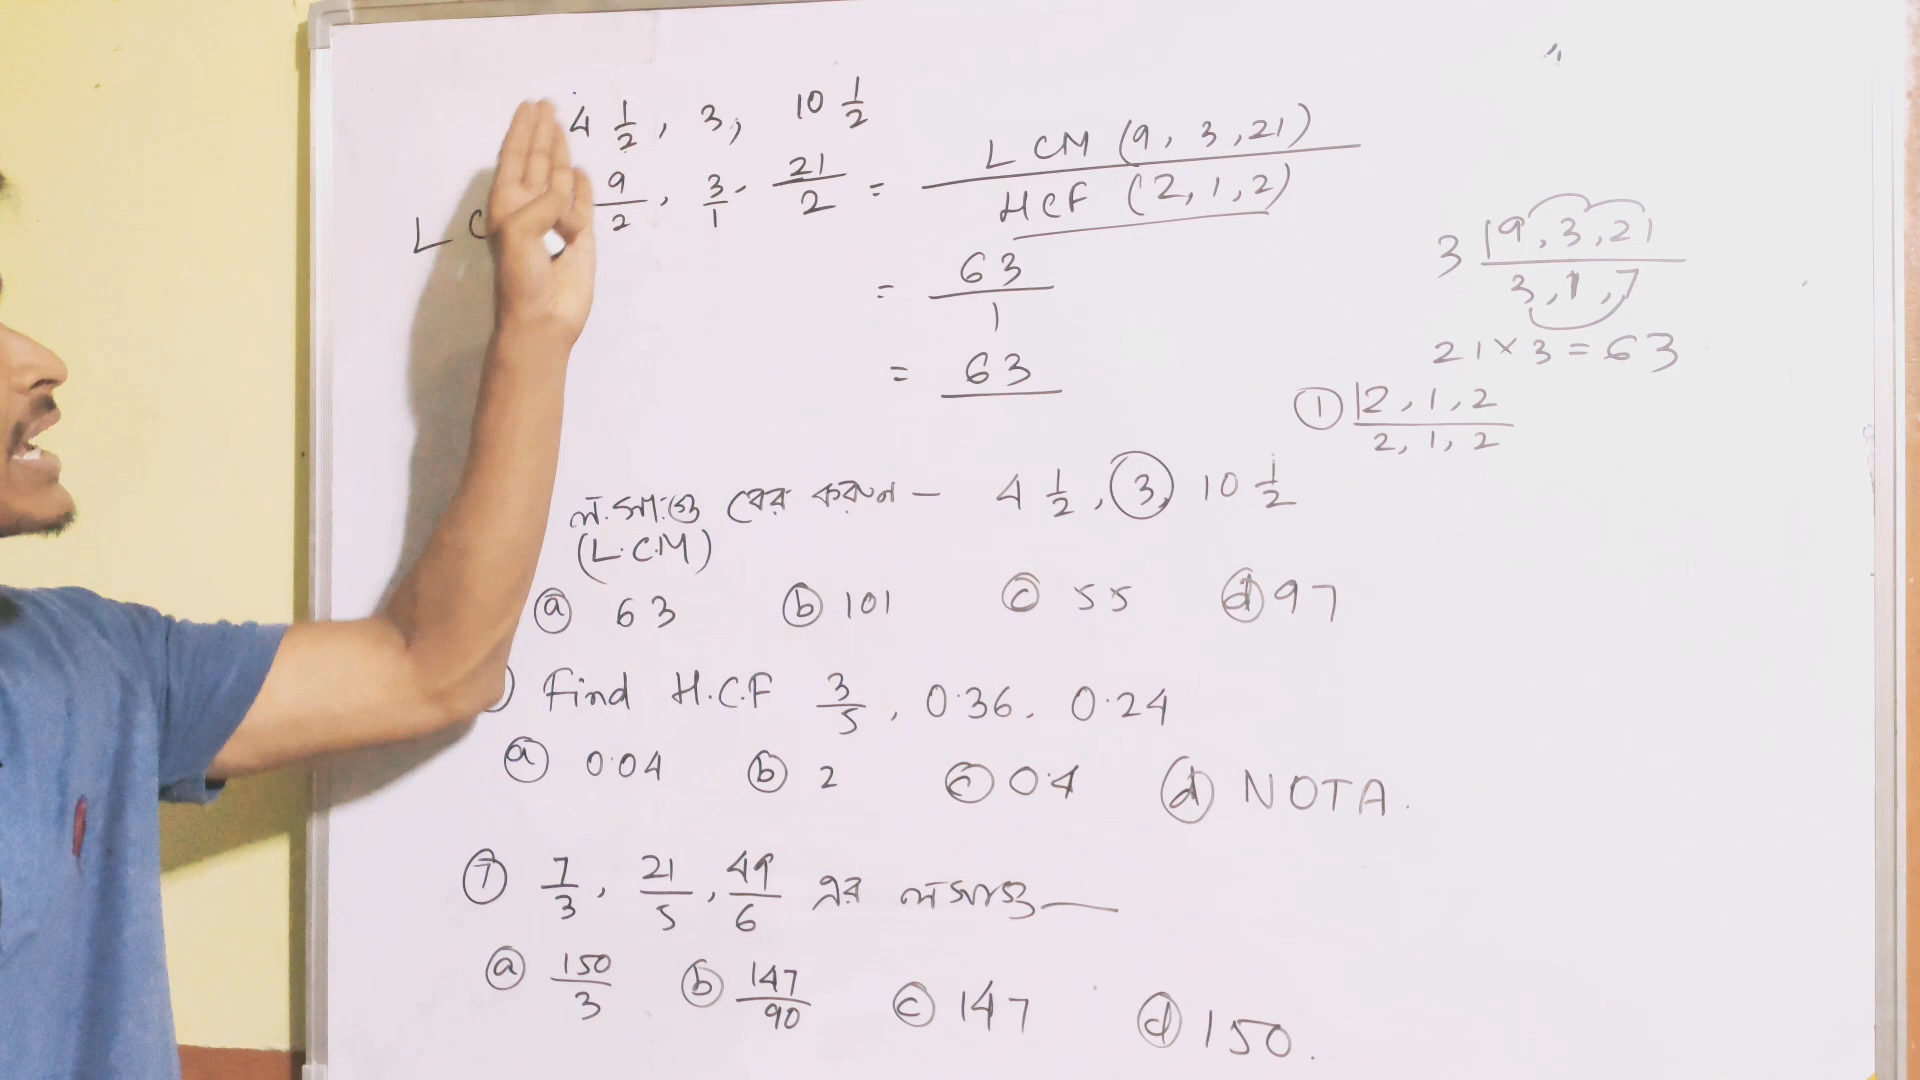 4 1/2, 3, 10 1/2
L C 9/2, 3/1, 21/2 = LCM (9, 3, 21) / HCF (2, 1, 2)
= 63/1
= 63
3 | 9, 3, 21
3, 1, 7
21 × 3 = 63
① | 2, 1, 2
2, 1, 2
ল.সা.গু বের করুন — 4 1/2, 3, 10 1/2
(L.C.M)
ⓐ 63 ⓑ 101 ⓒ 55 ⓓ 97
) Find H.C.F 3/5, 0.36, 0.24
ⓐ 0.04 ⓑ 2 ⓒ 0.4 ⓓ NOTA.
⑦ 7/3, 21/5, 49/6 এর লসাগু —
ⓐ 150/3 ⓑ 147/90 ⓒ 147 ⓓ 150.